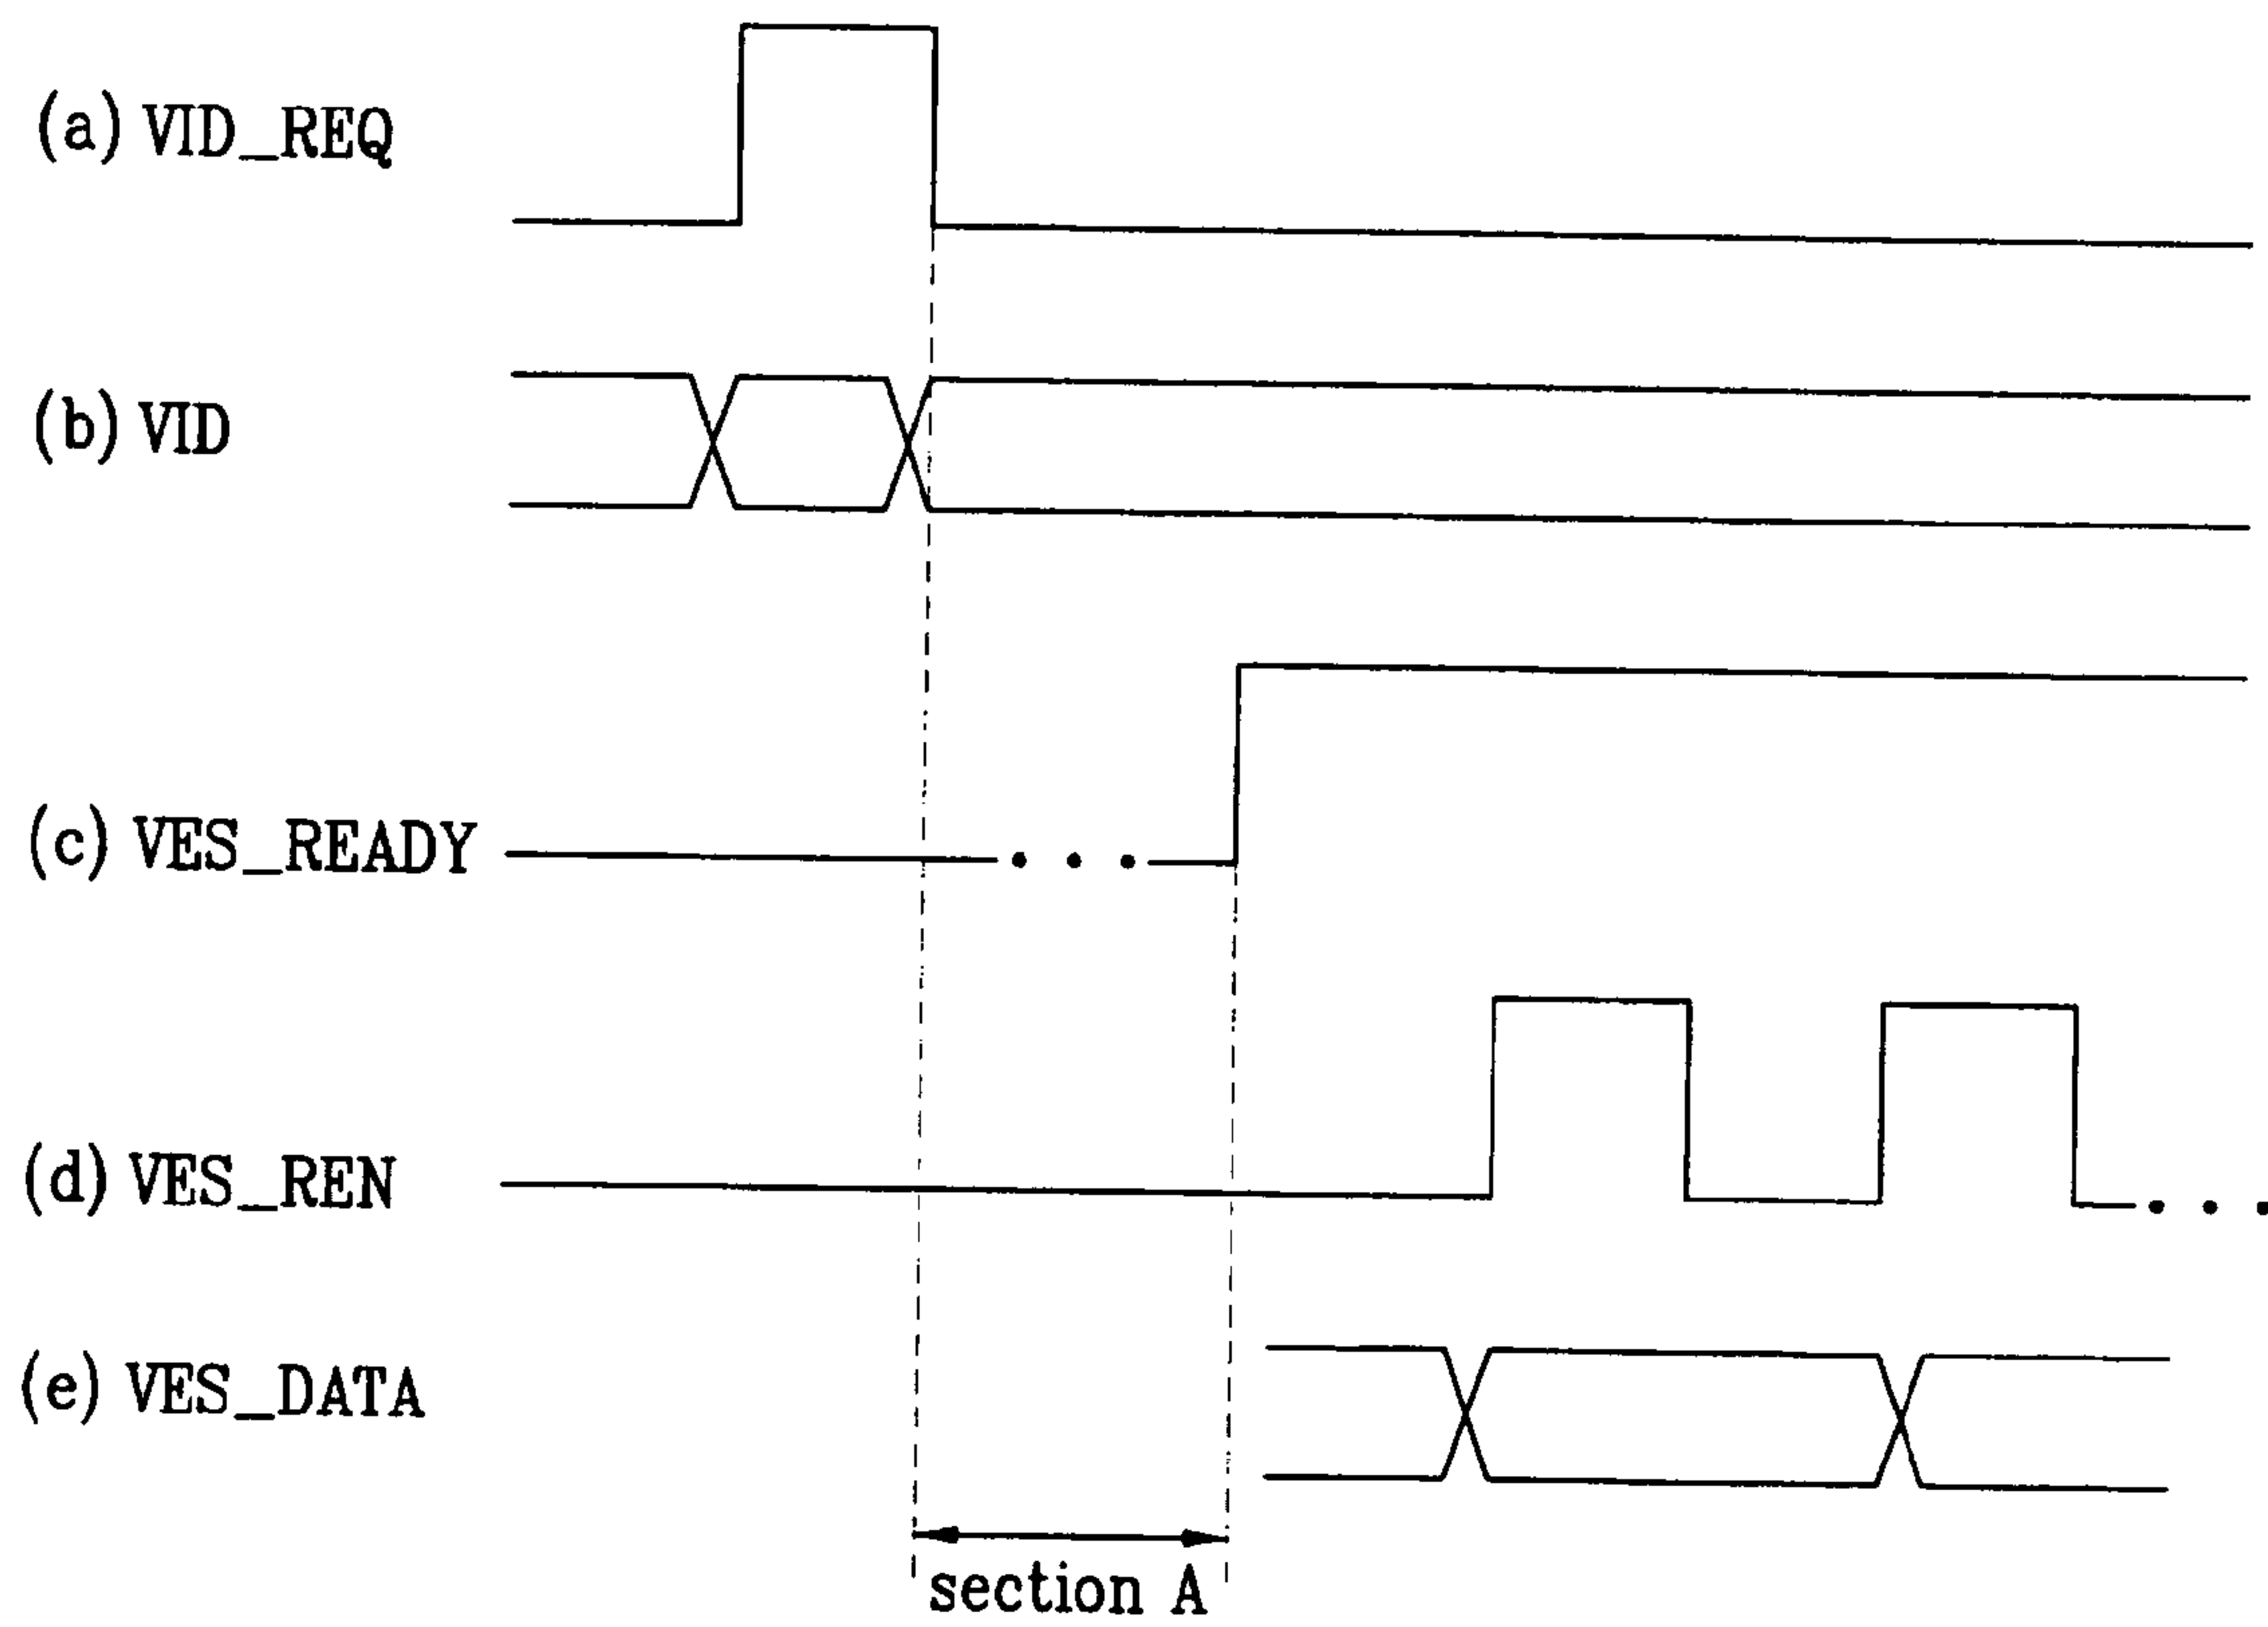 (a) VID_REQ
(b) VID
(c) VES_READY
(d) VES_REN
(e) VES_DATA
section A